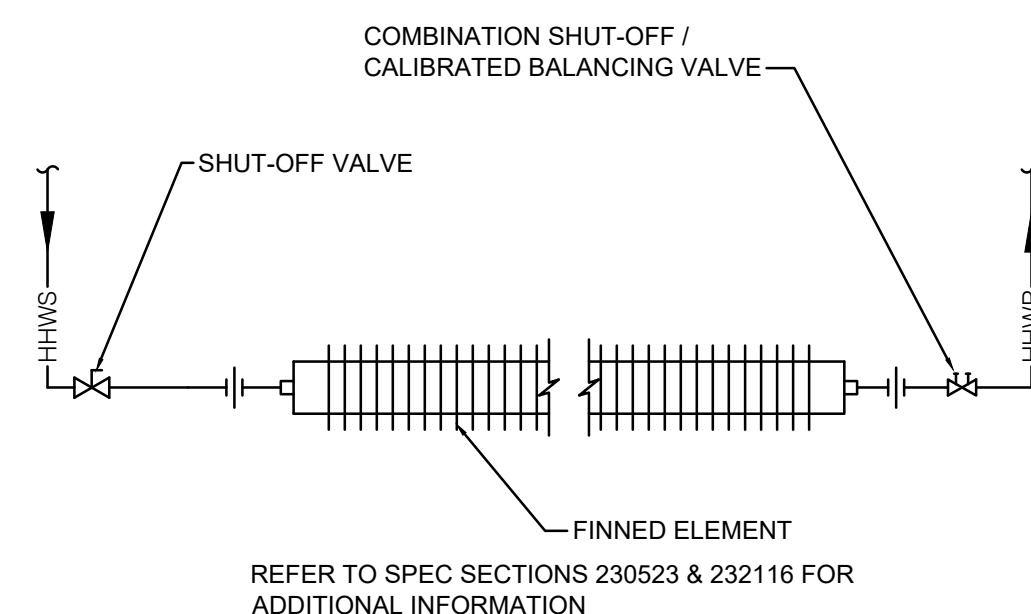 COMBINATION SHUT-OFF /
CALIBRATED BALANCING VALVE
SHUT-OFF VALVE
HHWS
HHWR
FINNED ELEMENT
REFER TO SPEC SECTIONS 230523 & 232116 FOR
ADDITIONAL INFORMATION